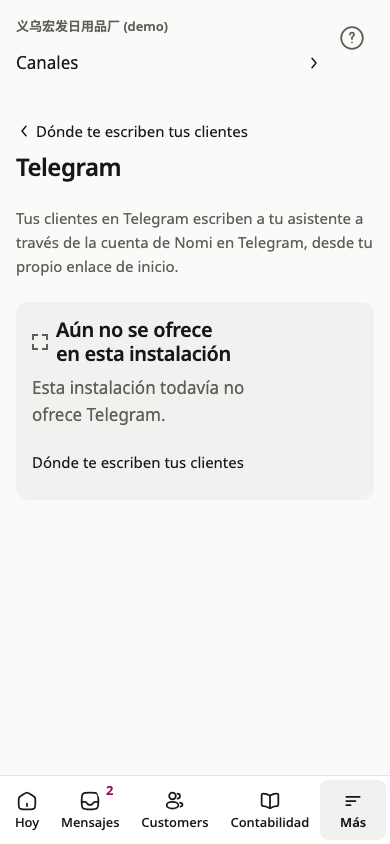 义乌宏发日用品厂 (demo)
Canales
Dónde te escriben tus clientes
Telegram
Tus clientes en Telegram escriben a tu asistente a
través de la cuenta de Nomi en Telegram, desde tu
propio enlace de inicio.
Aún no se ofrece
en esta instalación
Esta instalación todavía no
ofrece Telegram.
Dónde te escriben tus clientes
2
Hoy
Mensajes
Customers
Contabilidad
Más